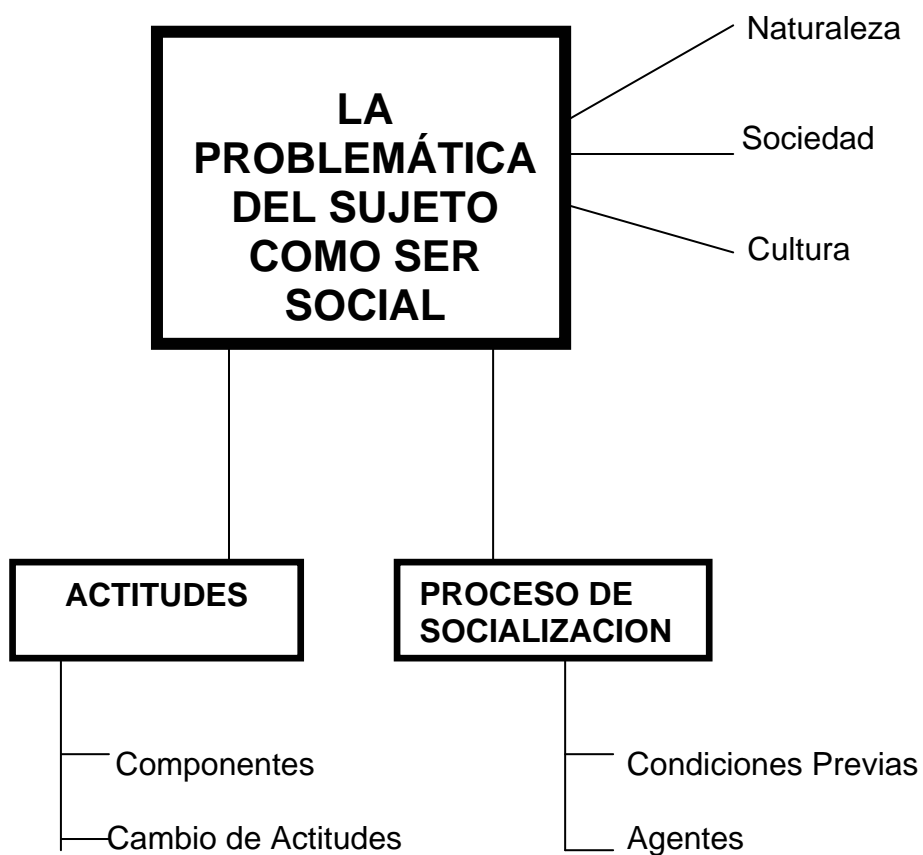 LA
PROBLEMÁTICA
DEL SUJETO
COMO SER
SOCIAL
Naturaleza
Sociedad
Cultura
ACTITUDES
PROCESO DE
SOCIALIZACION
Componentes
Cambio de Actitudes
Condiciones Previas
Agentes